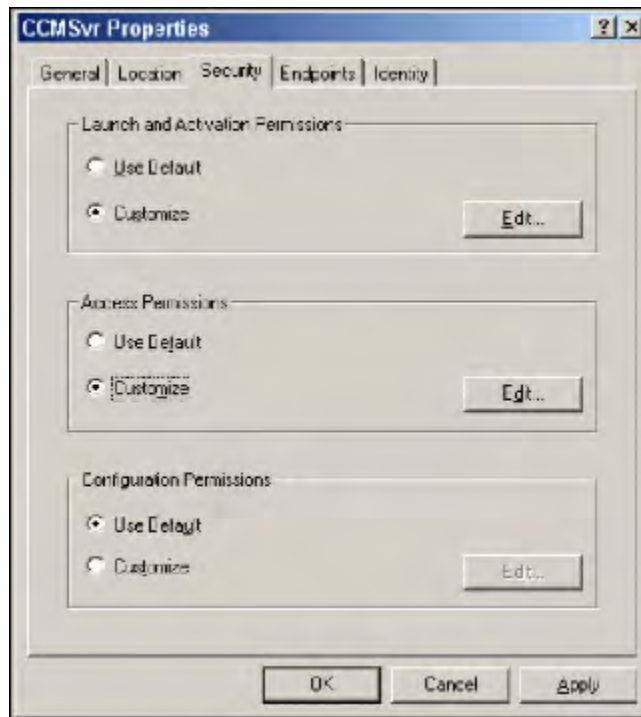 CCMSvr Properties
General Location Security Endpoints Identity
Launch and Activation Permissions
Use Default
Customize
Edit...
Access Permissions
Use Default
Customize
Edit...
Configuration Permissions
Use Default
Customize
Edit...
OK Cancel Apply